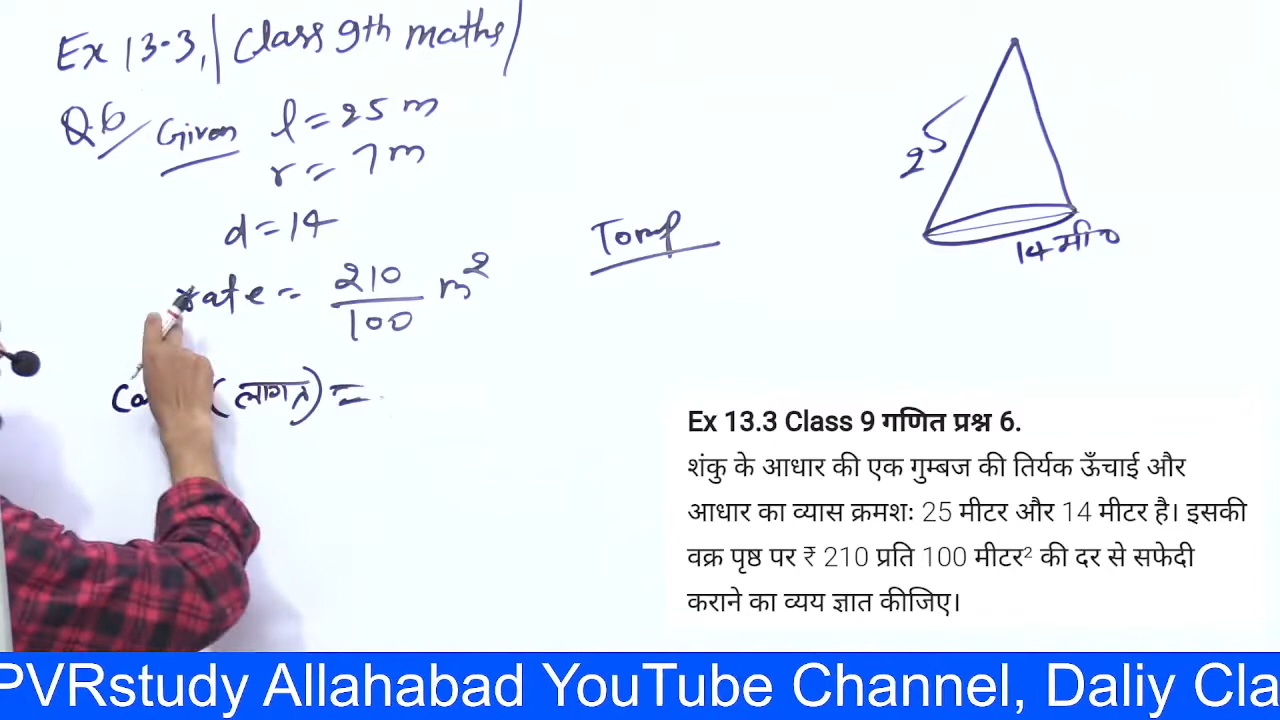 Ex 13.3, | Class 9th maths |
Q.6 Given l = 25 m
r = 7 m
d = 14
rate = 210/100 m²
(लागत) =
Tomb
25
14 मी०
Ex 13.3 Class 9 गणित प्रश्न 6.
शंकु के आधार की एक गुम्बज की तिर्यक ऊँचाई और
आधार का व्यास क्रमशः 25 मीटर और 14 मीटर है। इसकी
वक्र पृष्ठ पर ₹ 210 प्रति 100 मीटर² की दर से सफेदी
कराने का व्यय ज्ञात कीजिए।
PVRstudy Allahabad YouTube Channel, Daliy Cla